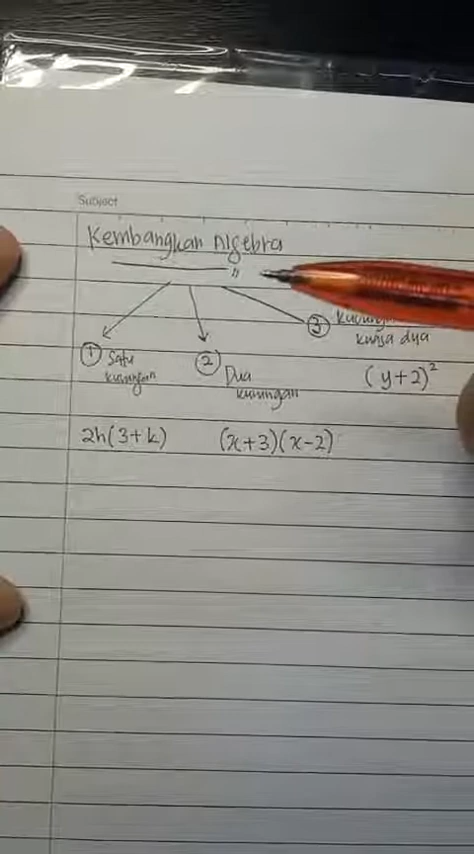 Subject
Kembangkan Algebra
① Satu kurungan
② Dua kurungan
③
kuasa dua
2h(3+k)
(x+3)(x-2)
(y+2)²